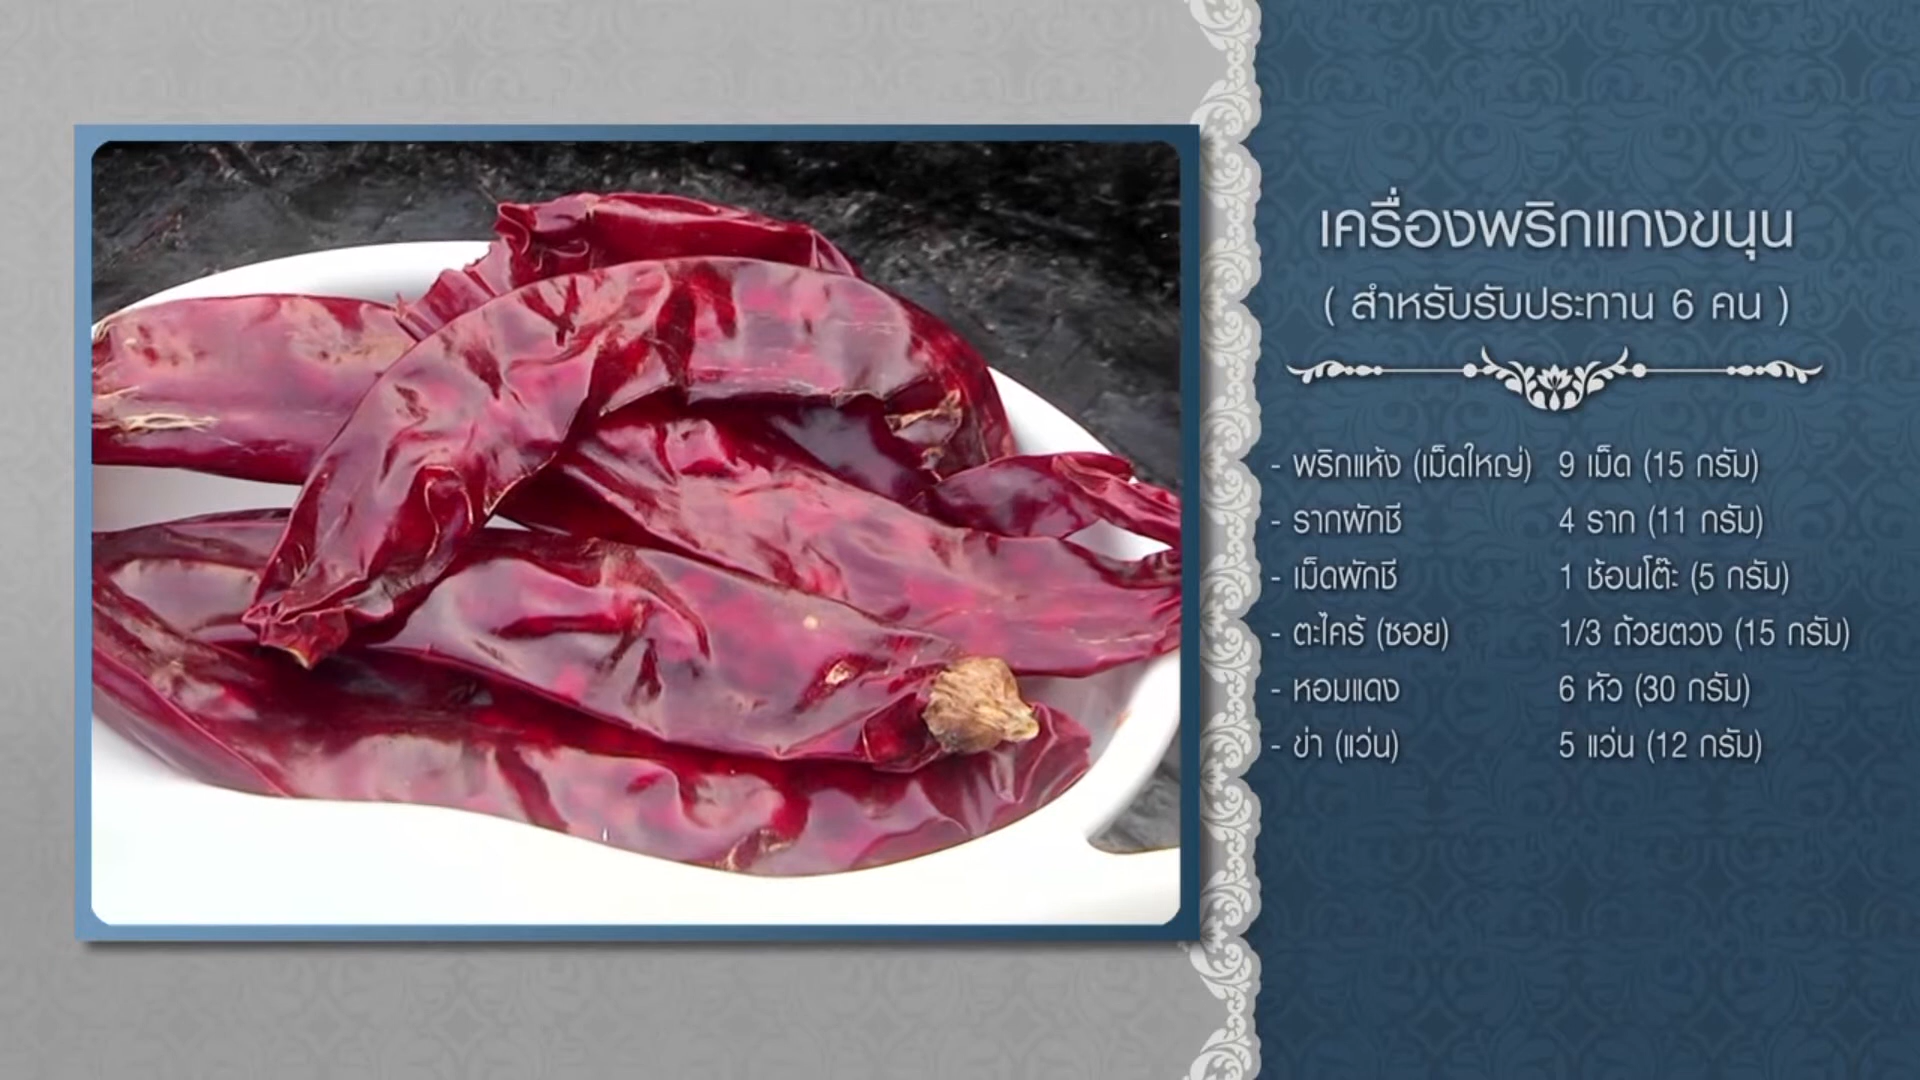 เครื่องพริกแกงขนุน
( สำหรับรับประทาน 6 คน )
- พริกแห้ง (เม็ดใหญ่) 9 เม็ด (15 กรัม)
- รากผักชี 4 ราก (11 กรัม)
- เม็ดผักชี 1 ช้อนโต๊ะ (5 กรัม)
- ตะไคร้ (ซอย) 1/3 ถ้วยตวง (15 กรัม)
- หอมแดง 6 หัว (30 กรัม)
- ข่า (แว่น) 5 แว่น (12 กรัม)